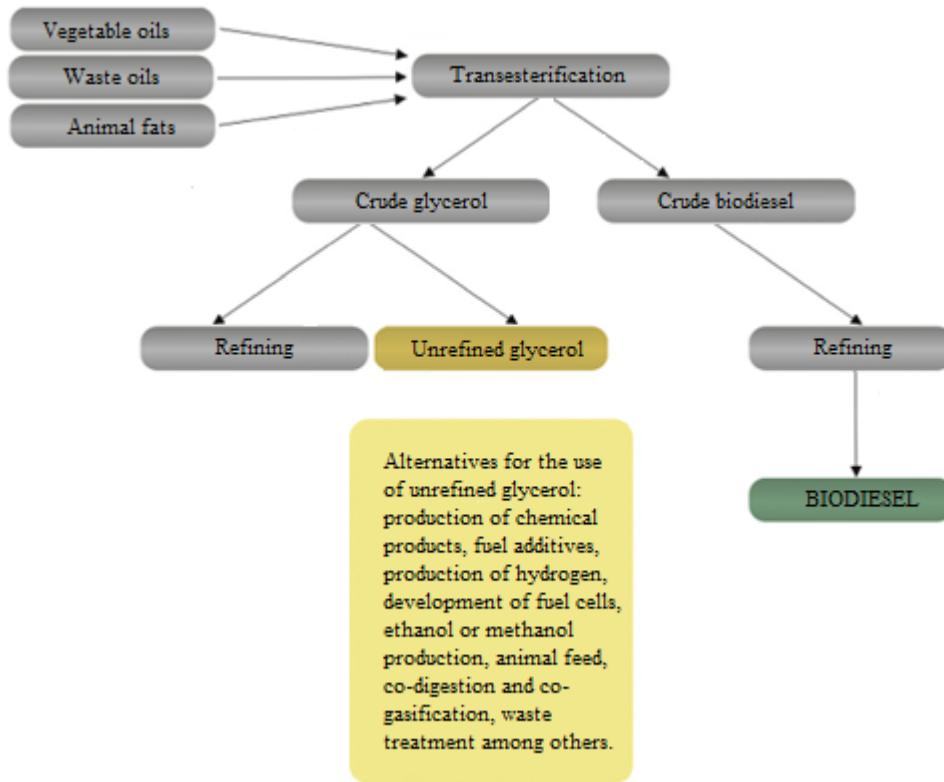 Vegetable oils
Waste oils
Animal fats
Transesterification
Crude glycerol
Crude biodiesel
Refining
Unrefined glycerol
Refining
BIODIESEL
Alternatives for the use
of unrefined glycerol:
production of chemical
products, fuel additives,
production of hydrogen,
development of fuel cells,
ethanol or methanol
production, animal feed,
co-digestion and co-
gasification, waste
treatment among others.